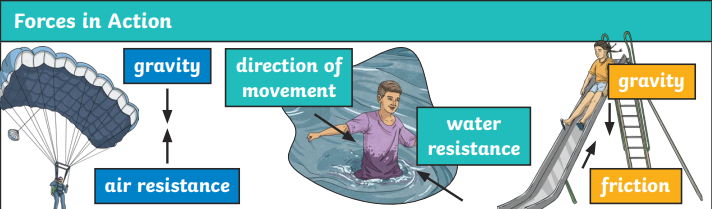 Forces in Action
gravity
air resistance
direction of
movement
water
resistance
gravity
friction